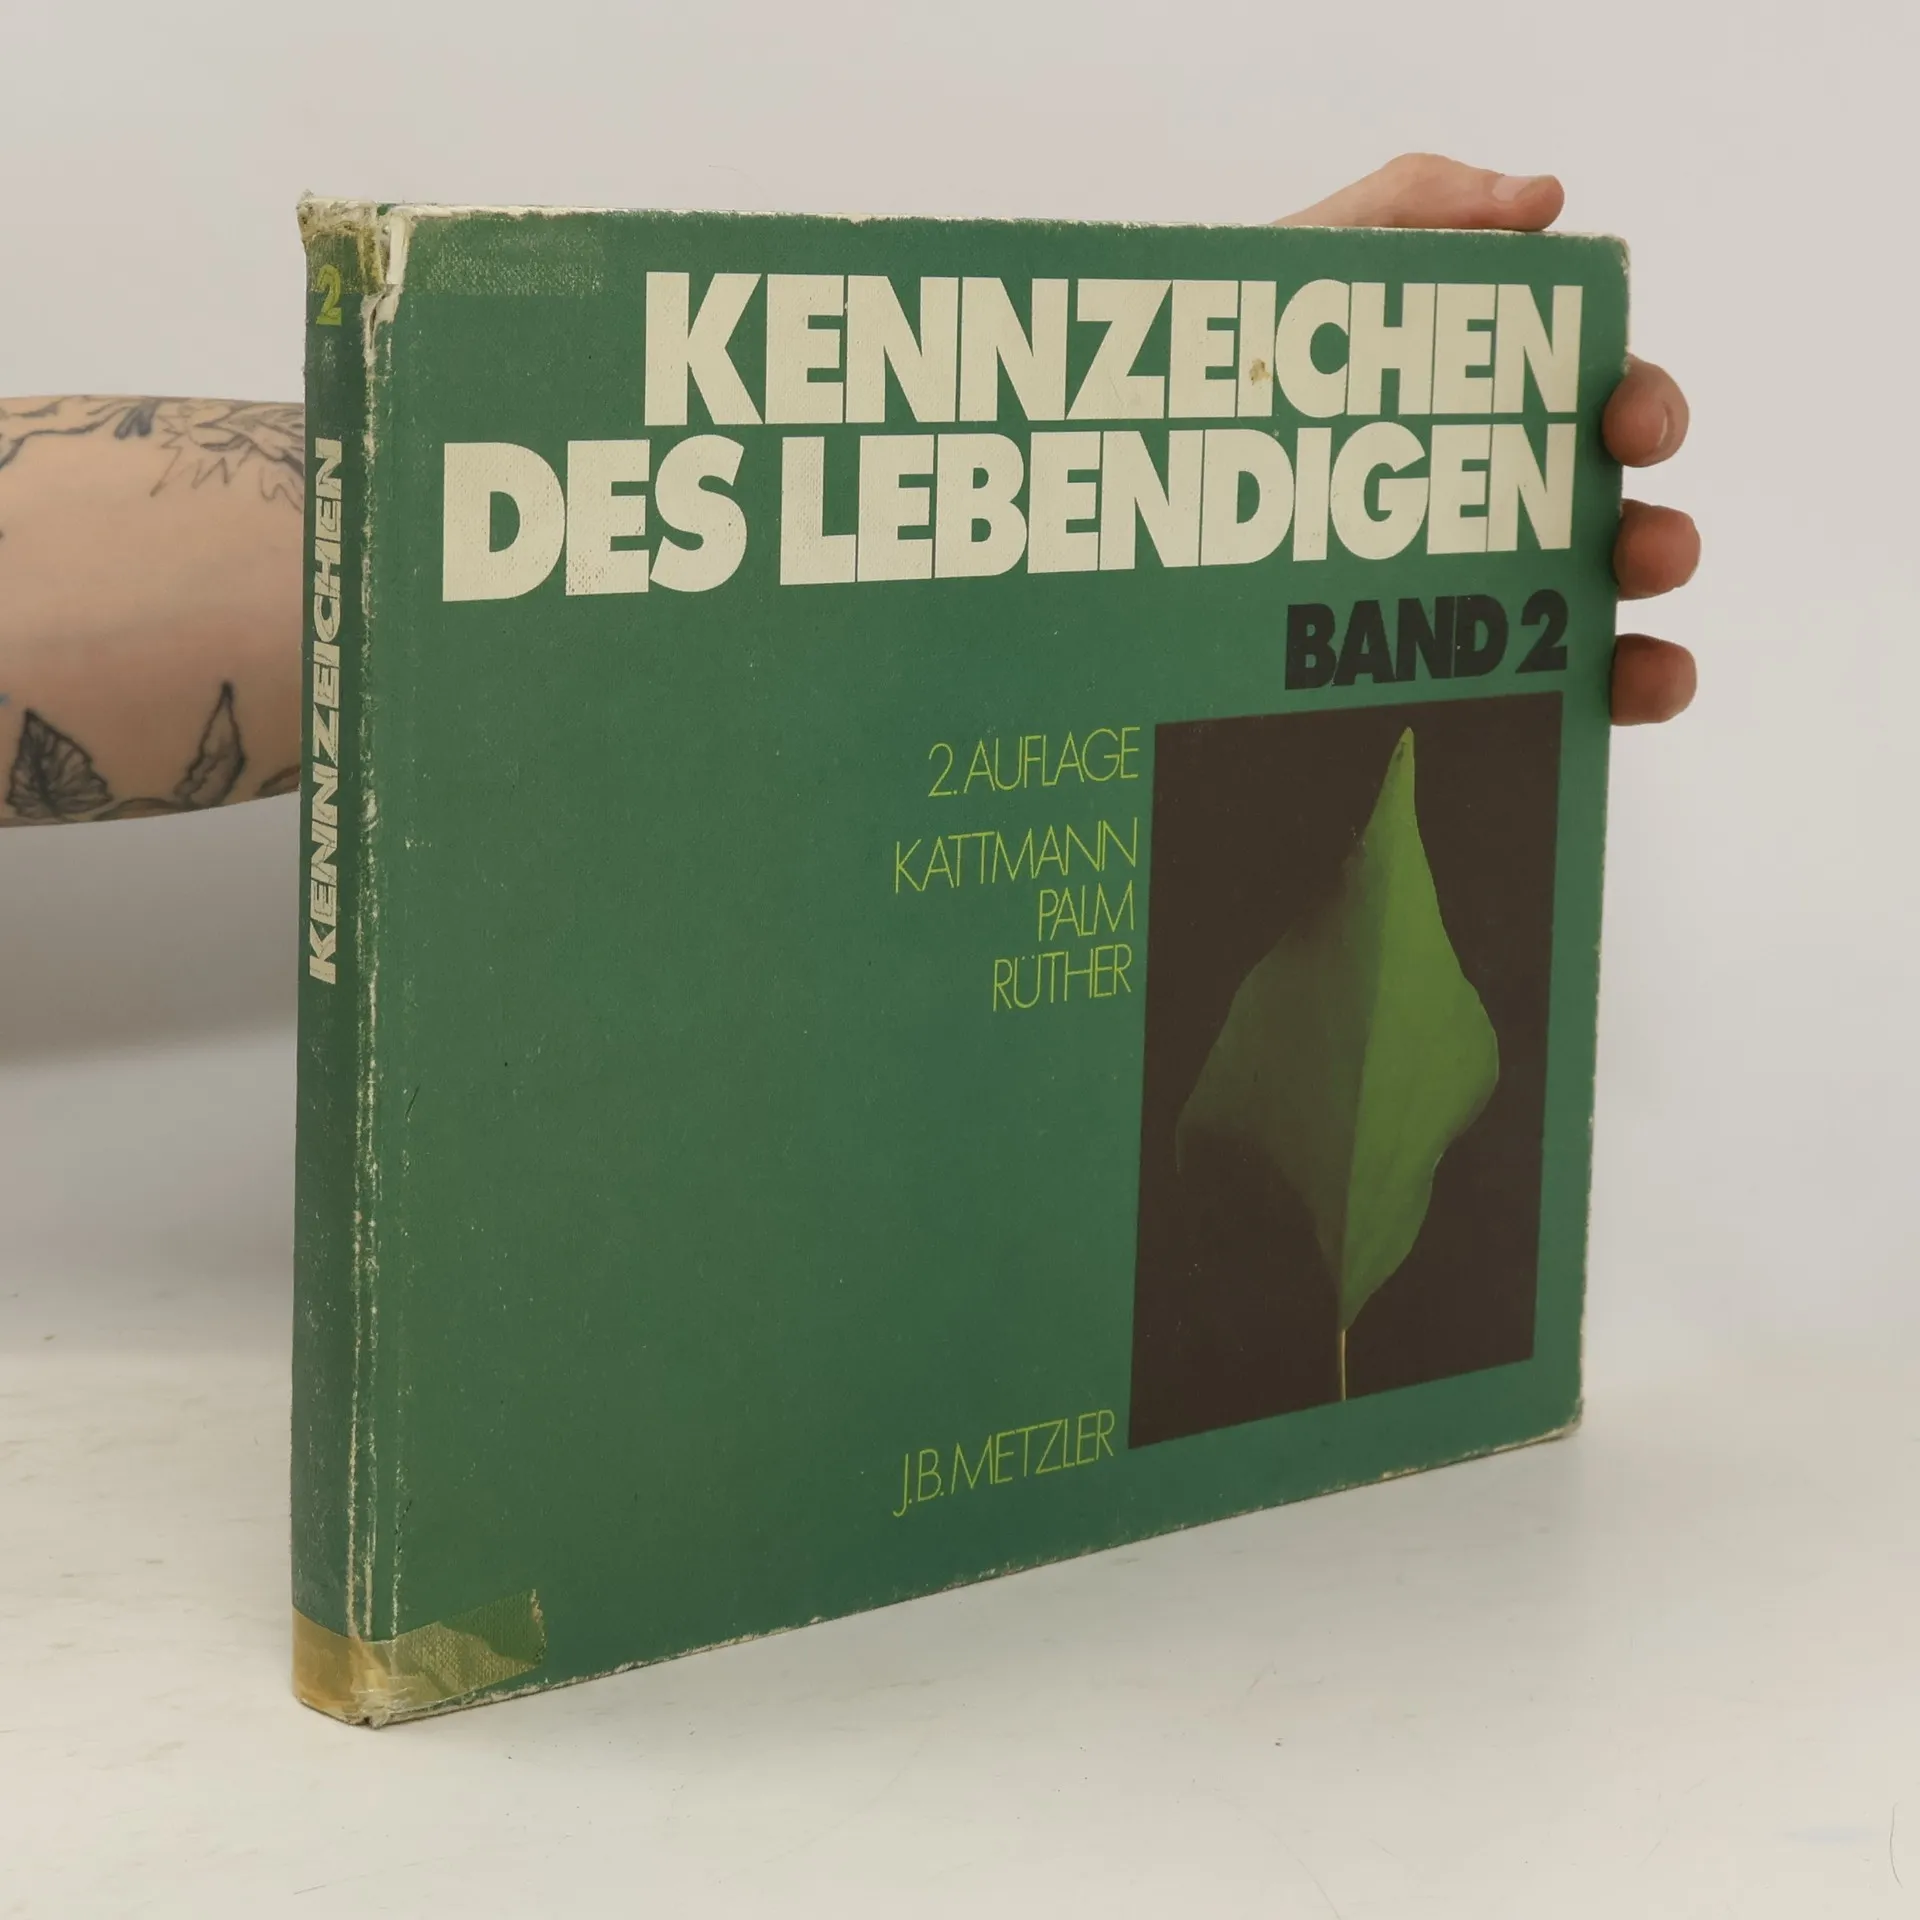 2
KENNZEICHEN
KENNZEICHEN
DES LEBENDIGEN
BAND 2
2. AUFLAGE
KATTMANN
PALM
RÜTHER
J.B. METZLER